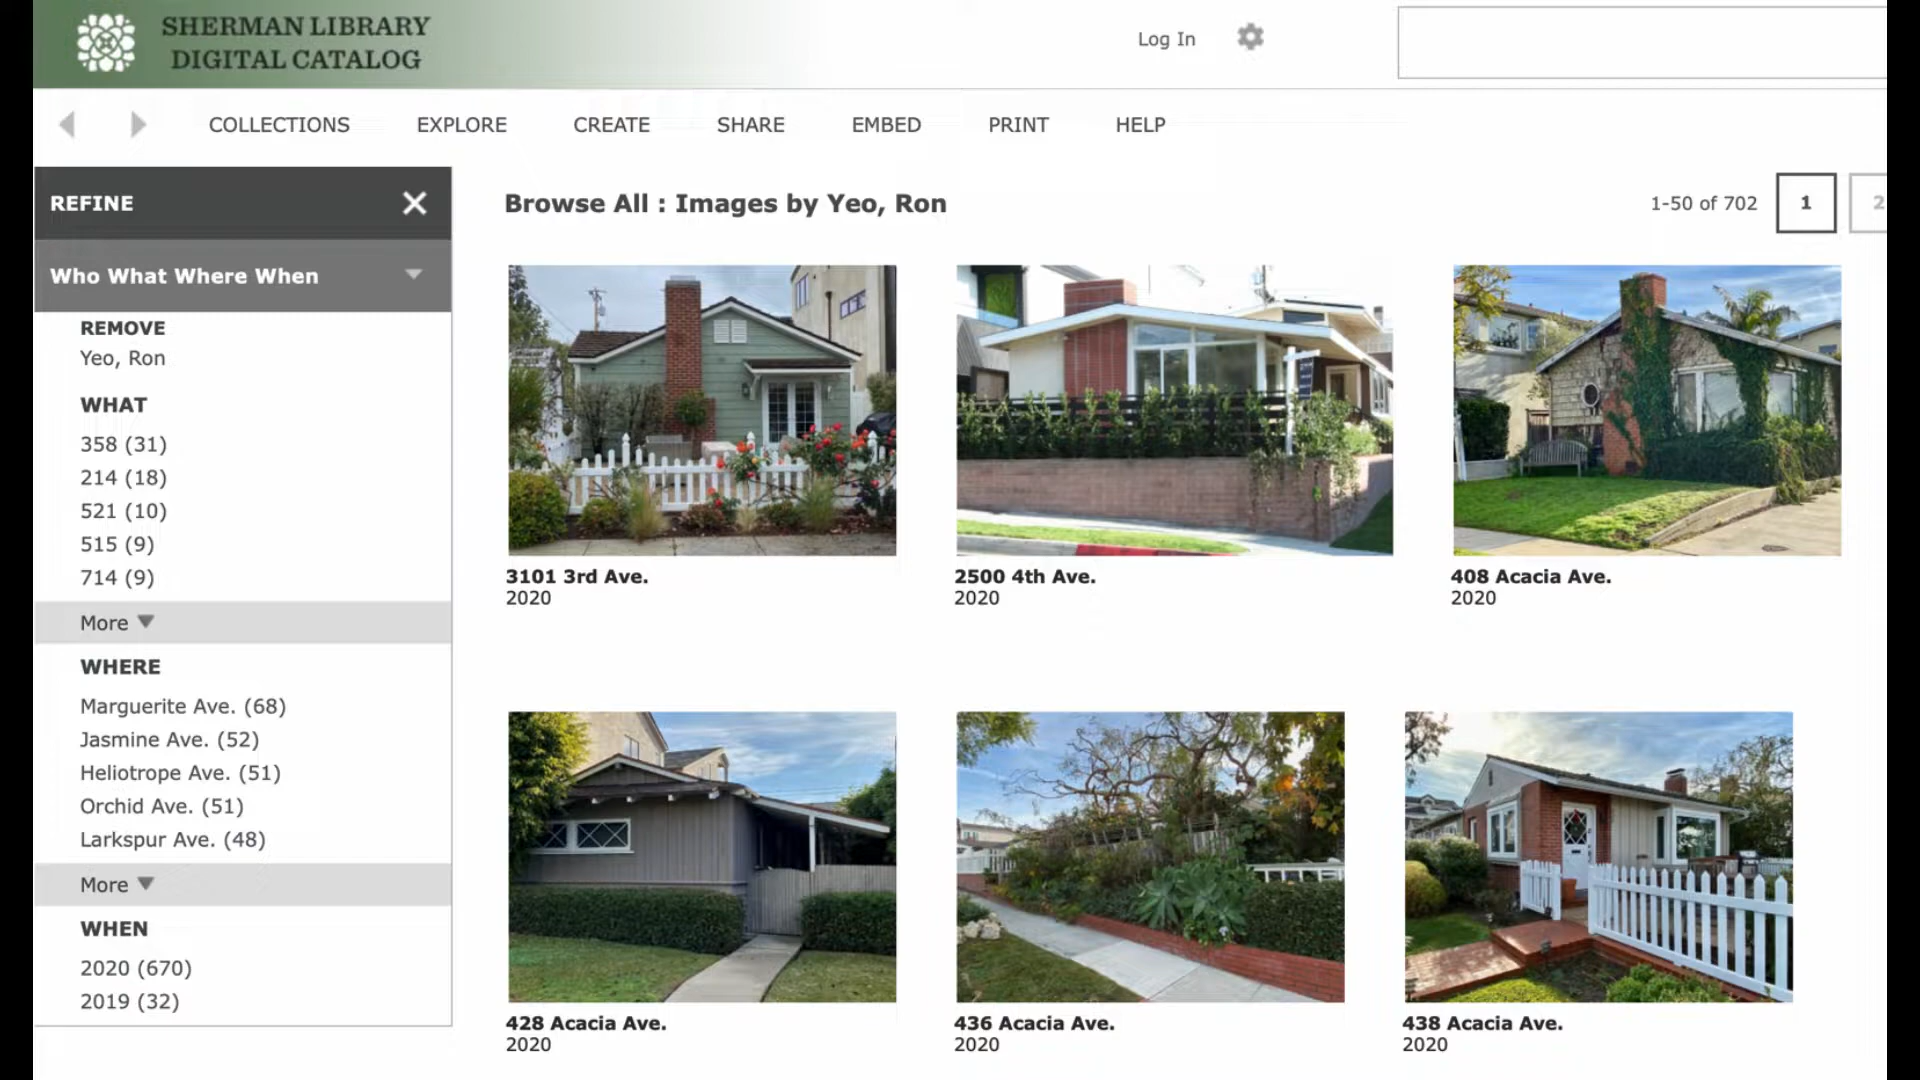 SHERMAN LIBRARY
DIGITAL CATALOG
Log In
COLLECTIONS
EXPLORE
CREATE
SHARE
EMBED
PRINT
HELP
REFINE
Who What Where When
REMOVE
Yeo, Ron
WHAT
358 (31)
214 (18)
521 (10)
515 (9)
714 (9)
More
WHERE
Marguerite Ave. (68)
Jasmine Ave. (52)
Heliotrope Ave. (51)
Orchid Ave. (51)
Larkspur Ave. (48)
More
WHEN
2020 (670)
2019 (32)
Browse All : Images by Yeo, Ron
1-50 of 702
1
2
3101 3rd Ave.
2020
2500 4th Ave.
2020
408 Acacia Ave.
2020
428 Acacia Ave.
2020
436 Acacia Ave.
2020
438 Acacia Ave.
2020